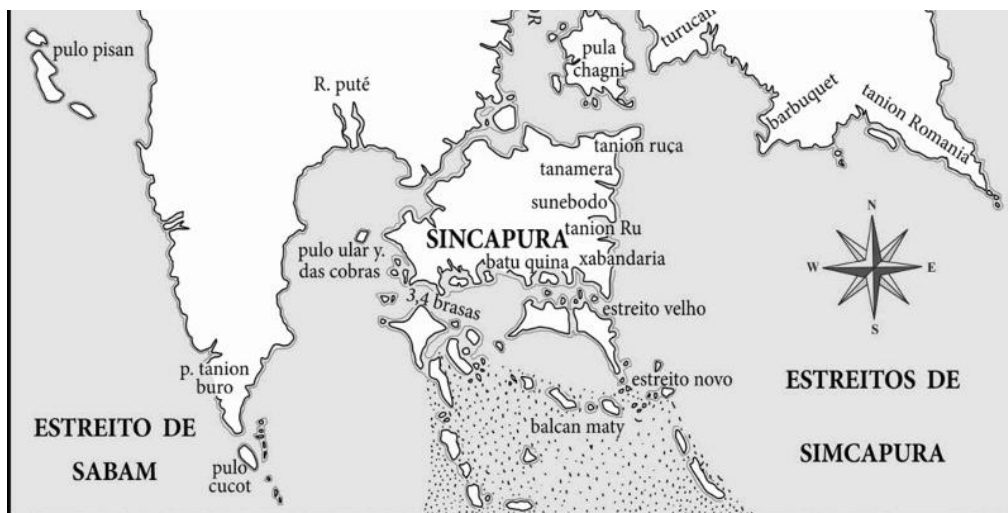 pulo pisan
R. puté
OR
pula
chagni
turucan
barbuquet
tanion Romania
tanion ruça
tanamera
sunebodo
tanion Ru
SINCAPURA
batu quina
xabandaria
pulo ular y.
das cobras
3,4 brasas
estreito velho
estreito novo
balcan maty
p. tanion
buro
pulo
cucot
ESTREITO DE
SABAM
ESTREITOS DE
SIMCAPURA
N
W
E
S